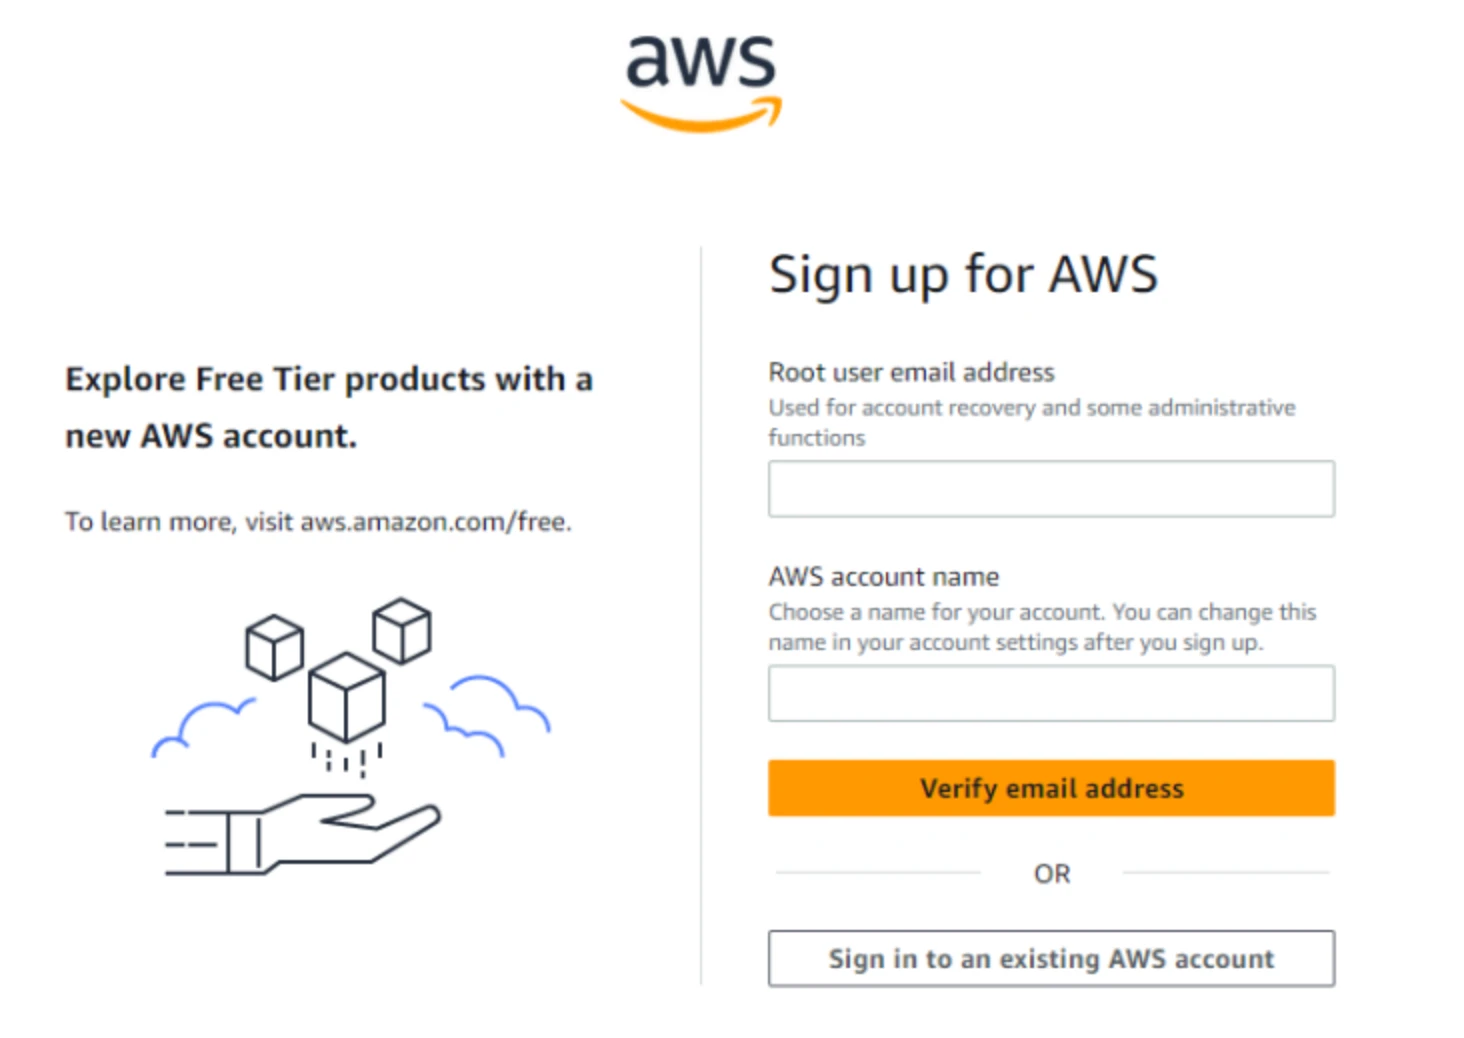 aws
Explore Free Tier products with a
new AWS account.
To learn more, visit aws.amazon.com/free.
Sign up for AWS
Root user email address
Used for account recovery and some administrative
functions
AWS account name
Choose a name for your account. You can change this
name in your account settings after you sign up.
Verify email address
OR
Sign in to an existing AWS account